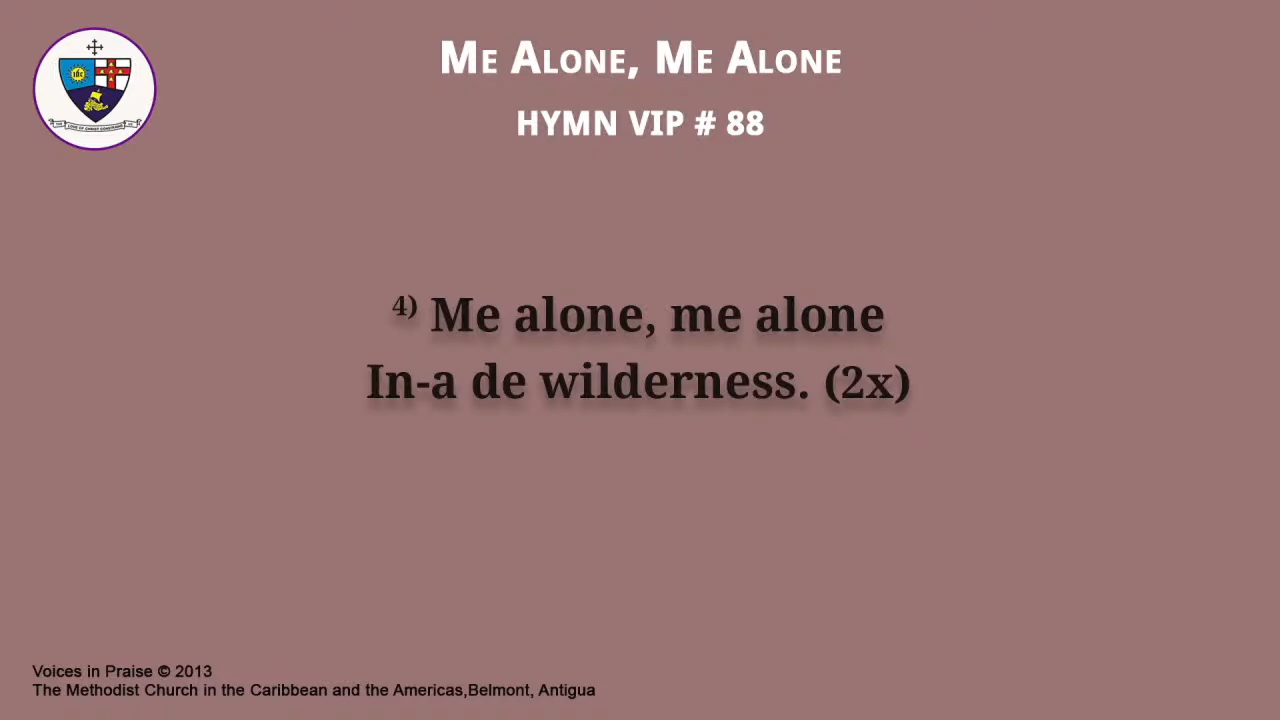 Me Alone, Me Alone
HYMN VIP # 88
4) Me alone, me alone
In-a de wilderness. (2x)
Voices in Praise © 2013
The Methodist Church in the Caribbean and the Americas,Belmont, Antigua